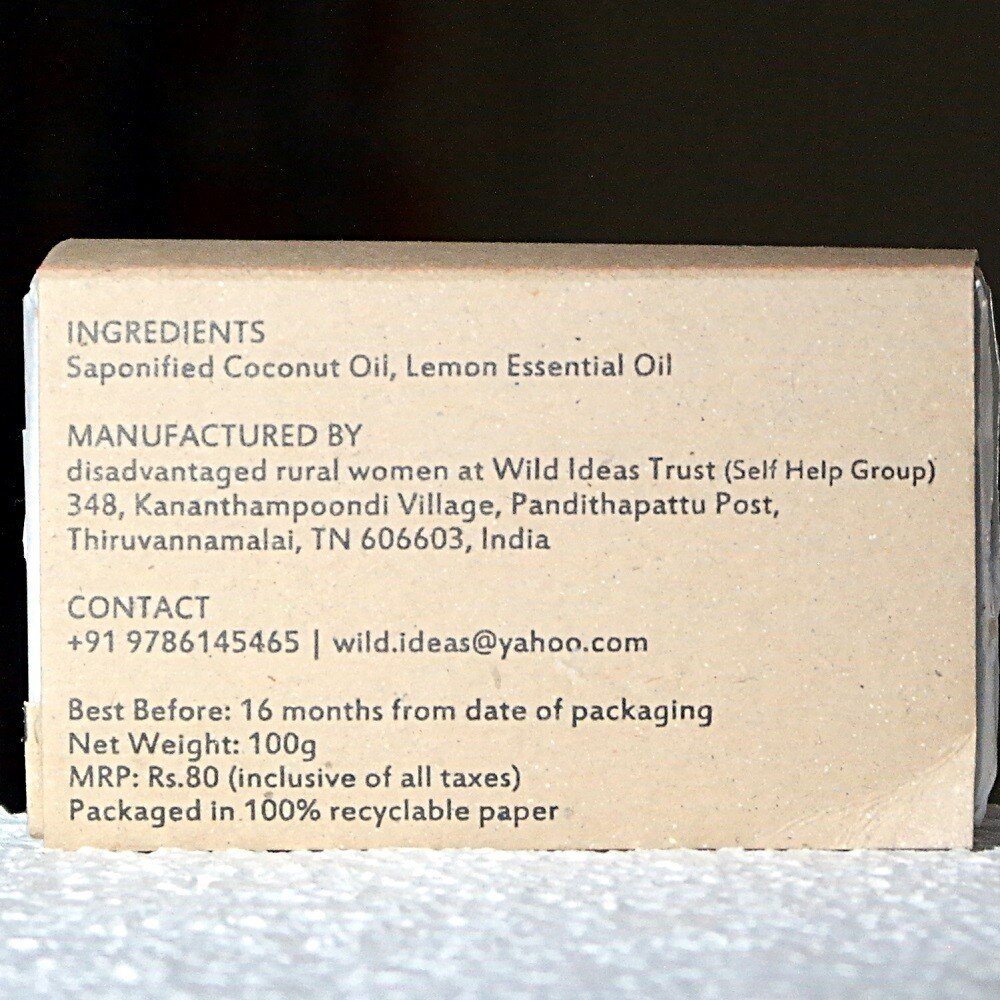 INGREDIENTS
Saponified Coconut Oil, Lemon Essential Oil
MANUFACTURED BY
disadvantaged rural women at Wild Ideas Trust (Self Help Group)
348, Kananthampoondi Village, Pandithapattu Post,
Thiruvannamalai, TN 606603, India
CONTACT
+91 9786145465 | wild.ideas@yahoo.com
Best Before: 16 months from date of packaging
Net Weight: 100g
MRP: Rs.80 (inclusive of all taxes)
Packaged in 100% recyclable paper